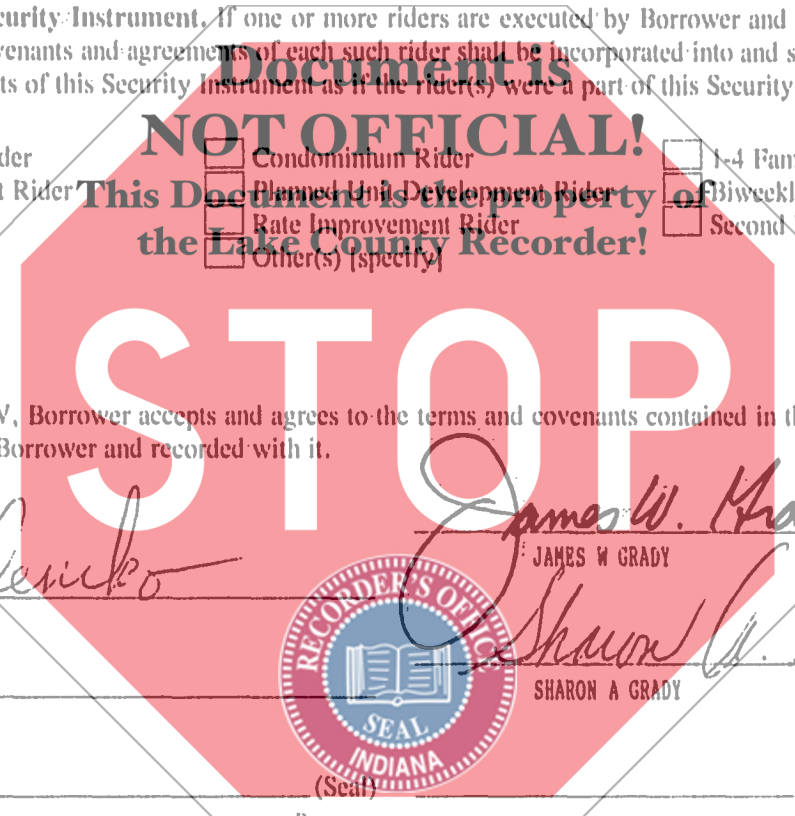 curity Instrument. If one or more riders are executed by Borrower and
venants and agreements of each such rider shall be incorporated into and s
ts of this Security Instrument as if the rider(s) were a part of this Security
Document is
NOT OFFICIAL!
This Document is the property of
the Lake County Recorder!
der
Condominium Rider
1-4 Fam
t Rider
Planned Unit Development Rider
Biweekl
Rate Improvement Rider
Second
Other(s) [specify]
STOP
, Borrower accepts and agrees to the terms and covenants contained in th
Borrower and recorded with it.
James W. Gra
JAMES W GRADY
Sharon A.
SHARON A GRADY
RECORDER'S OFFICE
SEAL
INDIANA
(Seal)